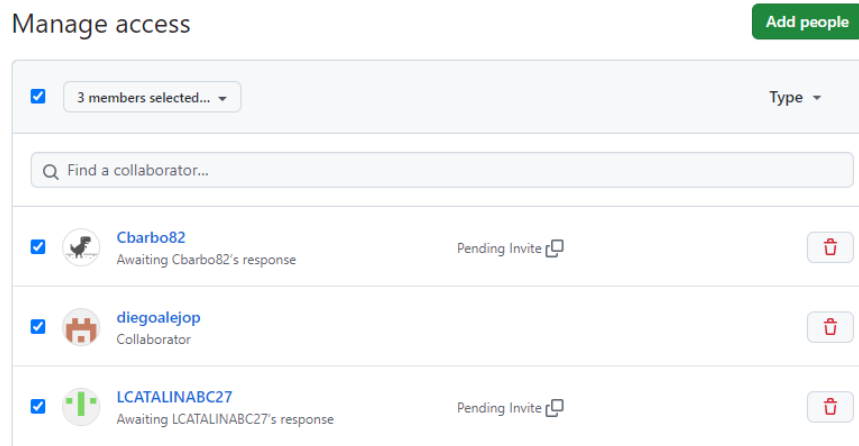 Manage access
Add people
3 members selected...
Type
Find a collaborator...
Cbarbo82
Awaiting Cbarbo82's response
Pending Invite
diegoalejop
Collaborator
LCATALINABC27
Awaiting LCATALINABC27's response
Pending Invite